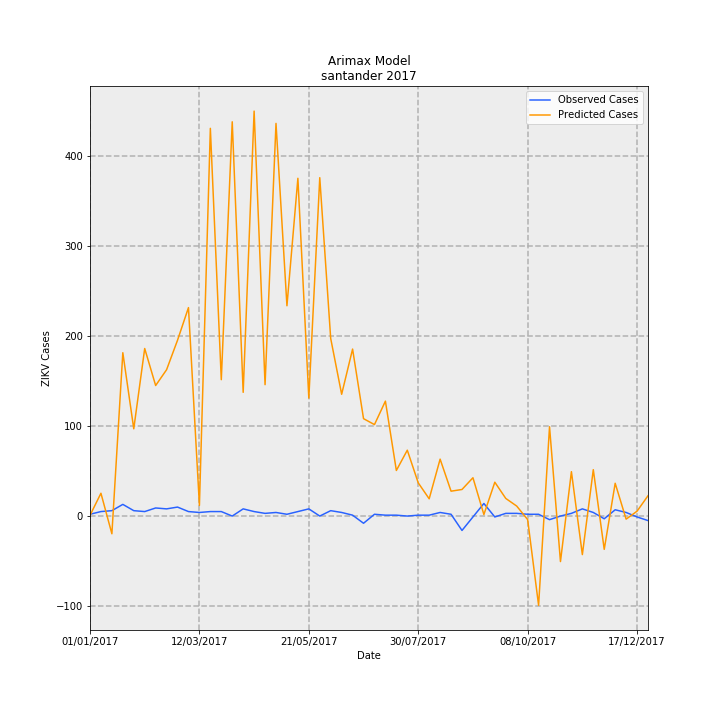 Arimax Model
santander 2017
Observed Cases
Predicted Cases
ZIKV Cases
400
300
200
100
0
−100
01/01/2017
12/03/2017
21/05/2017
30/07/2017
08/10/2017
17/12/2017
Date